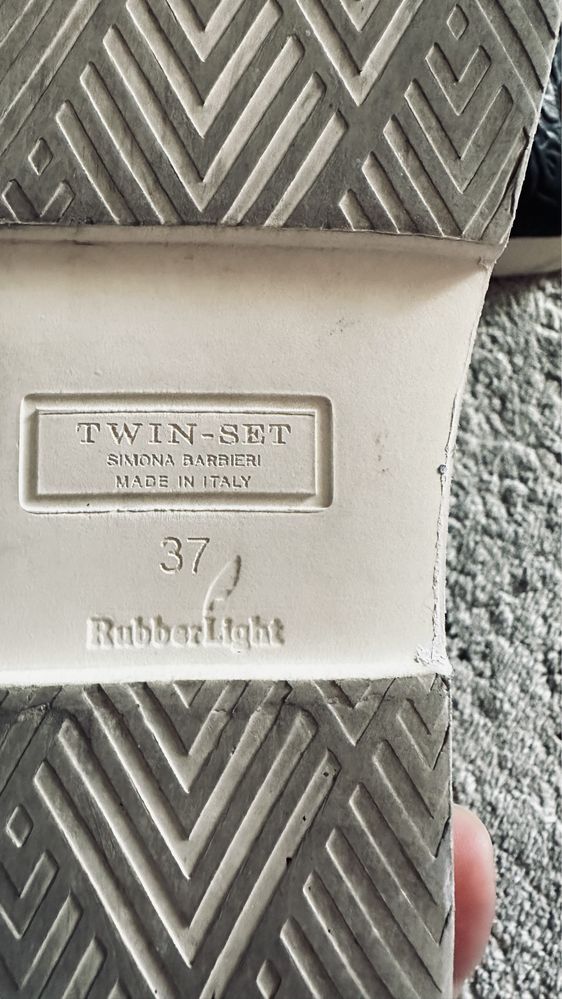 TWIN-SET
SIMONA BARBIERI
MADE IN ITALY
37
RubberLight